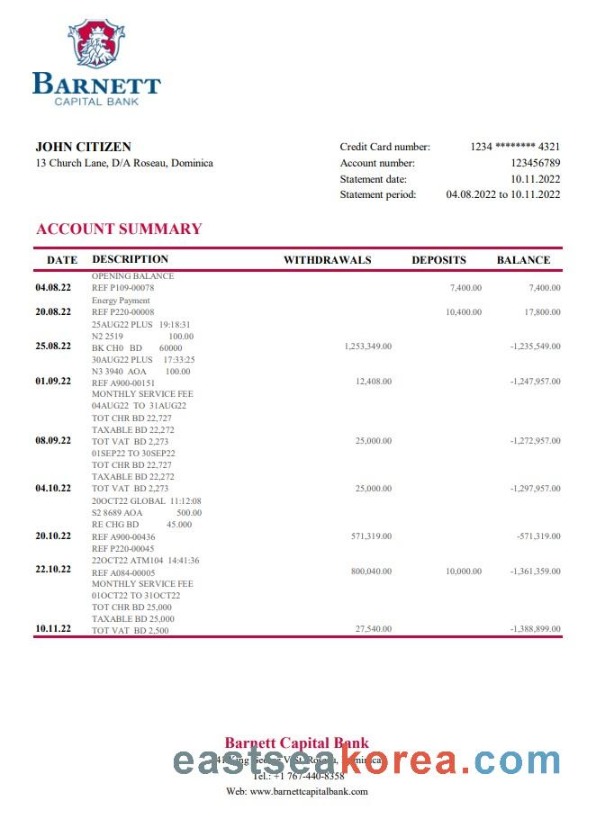 BARNETT
CAPITAL BANK
JOHN CITIZEN
13 Church Lane, D/A Roseau, Dominica
Credit Card number: 1234 ******** 4321
Account number: 123456789
Statement date: 10.11.2022
Statement period: 04.08.2022 to 10.11.2022
ACCOUNT SUMMARY
DATE DESCRIPTION WITHDRAWALS DEPOSITS BALANCE
OPENING BALANCE
04.08.22 REF P109-00078 7,400.00 7,400.00
Energy Payment
20.08.22 REF P220-00008 10,400.00 17,800.00
25AUG22 PLUS 19:18:31
N2 2519 100.00
25.08.22 BK CH0 BD 60000 1,253,349.00 -1,235,549.00
30AUG22 PLUS 17:33:25
N3 3940 AOA 100.00
01.09.22 REF A900-00151 12,408.00 -1,247,957.00
MONTHLY SERVICE FEE
04AUG22 TO 31AUG22
TOT CHR BD 22,727
TAXABLE BD 22,272
08.09.22 TOT VAT BD 2,273 25,000.00 -1,272,957.00
01SEP22 TO 30SEP22
TOT CHR BD 22,727
TAXABLE BD 22,272
04.10.22 TOT VAT BD 2,273 25,000.00 -1,297,957.00
20OCT22 GLOBAL 11:12:08
S2 8689 AOA 500.00
RE CHG BD 45.000
20.10.22 REF A900-00436 571,319.00 -571,319.00
REF P220-00045
22OCT22 ATM104 14:41:36
22.10.22 REF A084-00005 800,040.00 10,000.00 -1,361,359.00
MONTHLY SERVICE FEE
01OCT22 TO 31OCT22
TOT CHR BD 25,000
TAXABLE BD 25,000
10.11.22 TOT VAT BD 2,500 27,540.00 -1,388,899.00
Barnett Capital Bank
eastseakorea.com
Tel.: +1 767-440-8358
Web: www.barnettcapitalbank.com